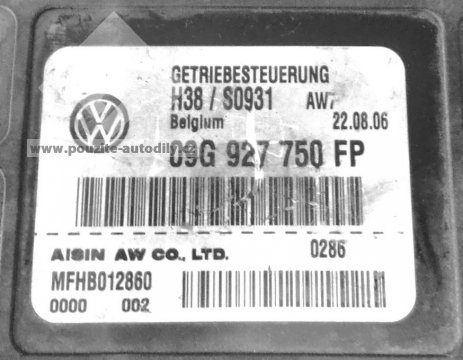 GETRIEBESTEUERUNG
H38 / S0931 AW7
Belgium 22.08.06
www.pouzite-autodily.cz
09G 927 750 FP
AISIN AW CO., LTD. 0286
MFHB012860
0000 002